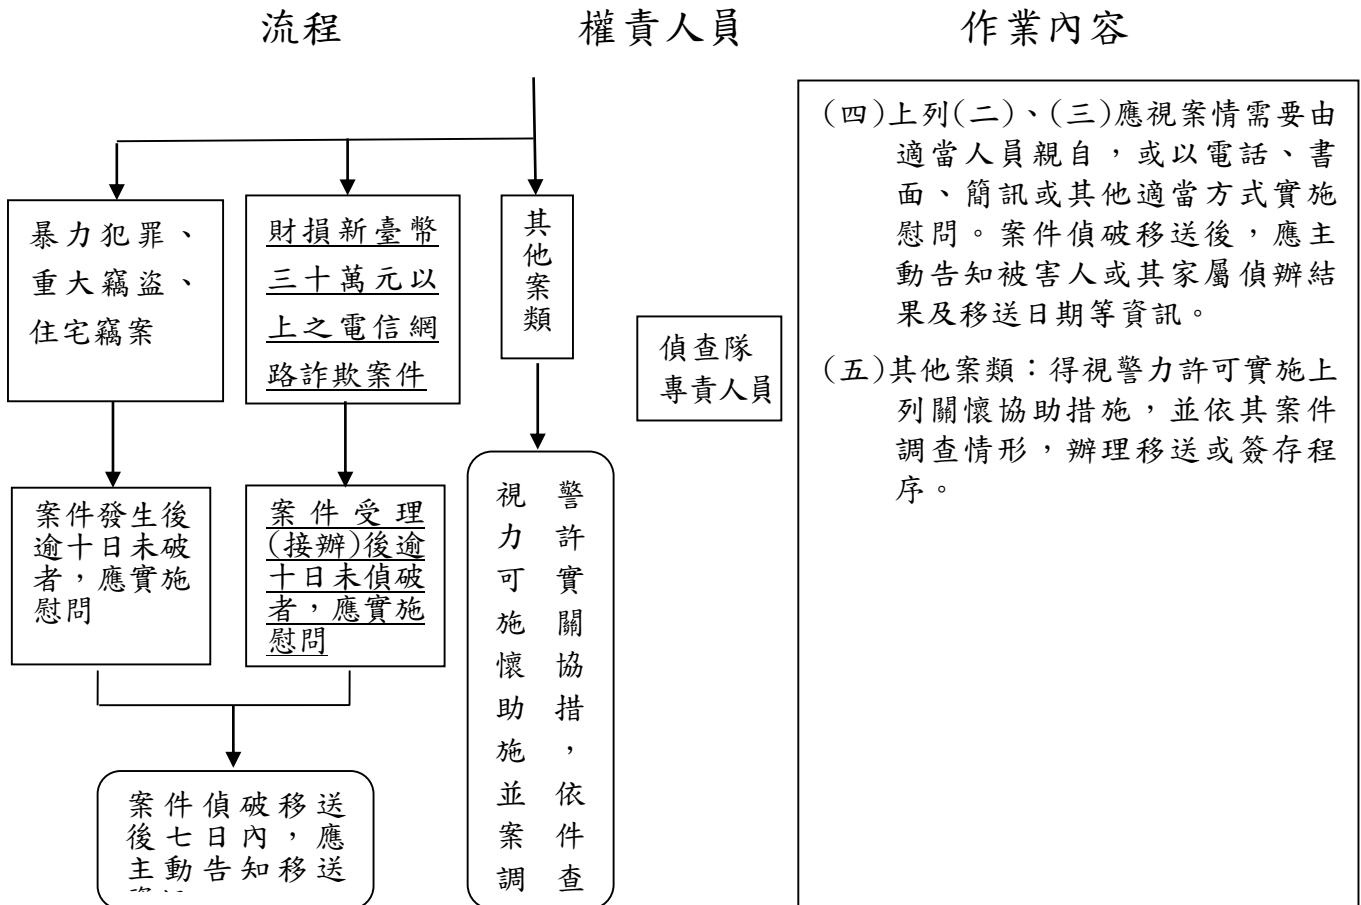 流程
權責人員
作業內容
暴力犯罪、
重大竊盜、
住宅竊案
財損新臺幣
三十萬元以
上之電信網
路詐欺案件
其他案類
案件發生後
逾十日未破
者，應實施
慰問
案件受理
(接辦)後逾
十日未偵破
者，應實施
慰問
案件偵破移送
後七日內，應
主動告知移送
視警
力許
可實
施關
懷協
助措
施，
並依
案件
調查
偵查隊
專責人員
(四)上列(二)、(三)應視案情需要由
適當人員親自，或以電話、書
面、簡訊或其他適當方式實施
慰問。案件偵破移送後，應主
動告知被害人或其家屬偵辦結
果及移送日期等資訊。
(五)其他案類：得視警力許可實施上
列關懷協助措施，並依其案件
調查情形，辦理移送或簽存程
序。